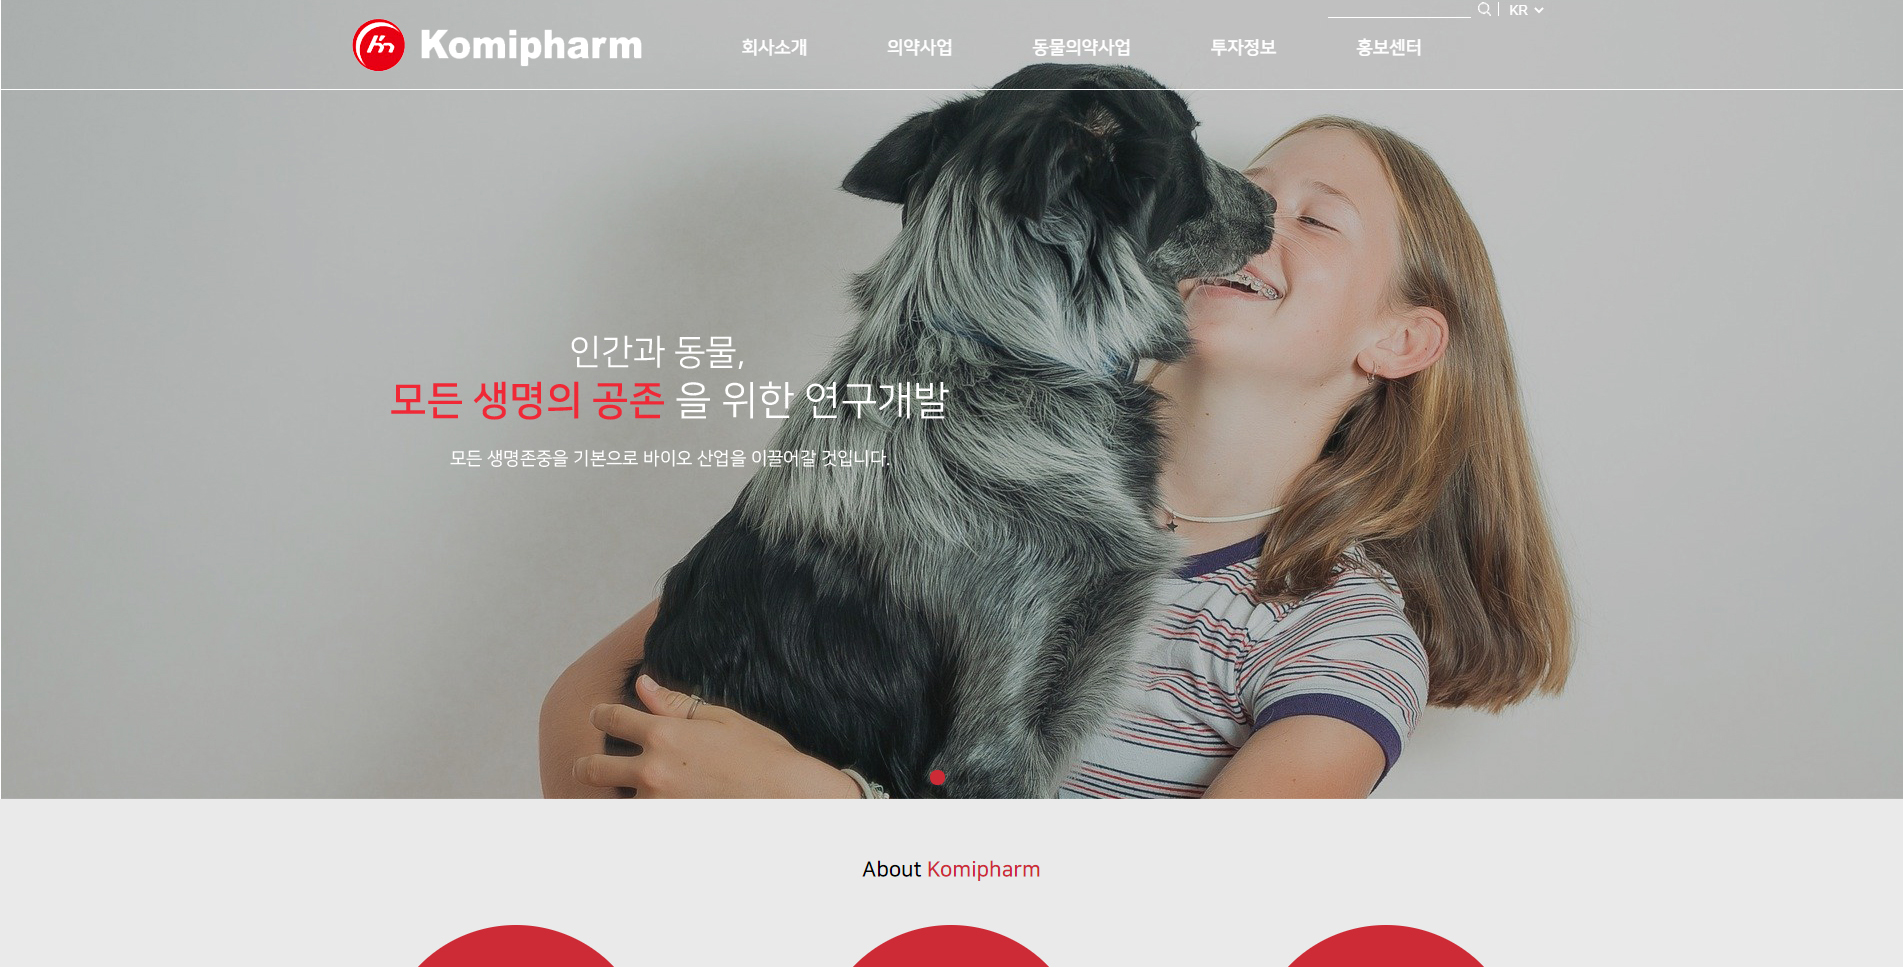 KR
Komipharm
회사소개
의약사업
동물의약사업
투자정보
홍보센터
인간과 동물,
모든 생명의 공존 을 위한 연구개발
모든 생명존중을 기본으로 바이오 산업을 이끌어갈 것입니다.
About Komipharm